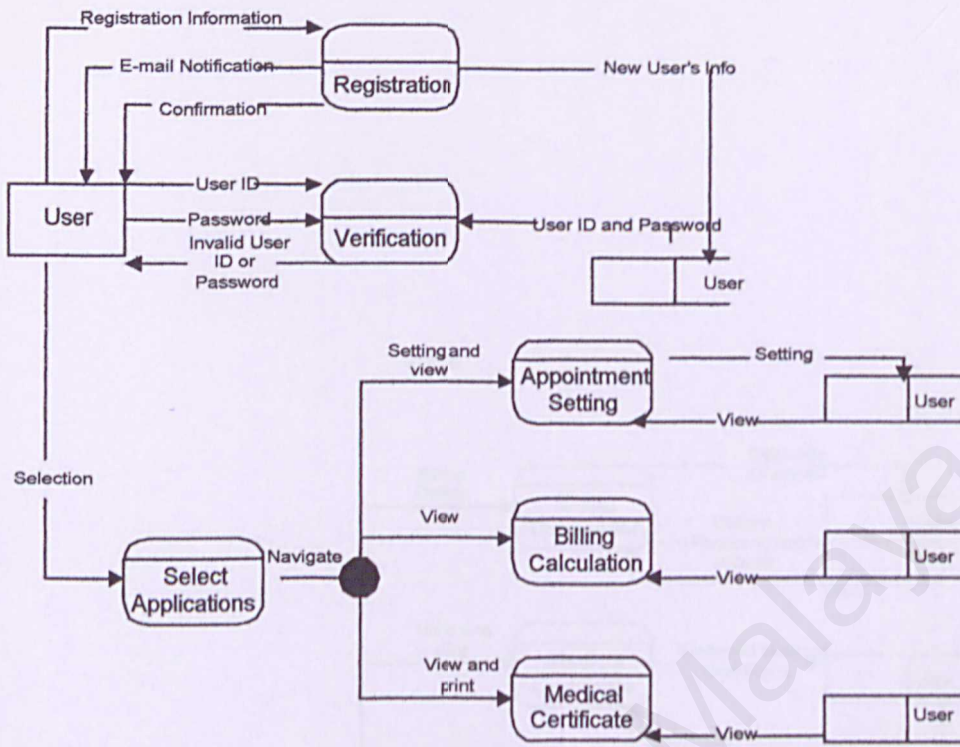 Registration Information
E-mail Notification
Registration
New User's Info
Confirmation
User ID
User
Password
Verification
User ID and Password
Invalid User
ID or
Password
User
Setting and
view
Appointment
Setting
Setting
User
View
Selection
View
Billing
Calculation
User
View
Navigate
Select
Applications
View and
print
Medical
Certificate
User
View
Malaya